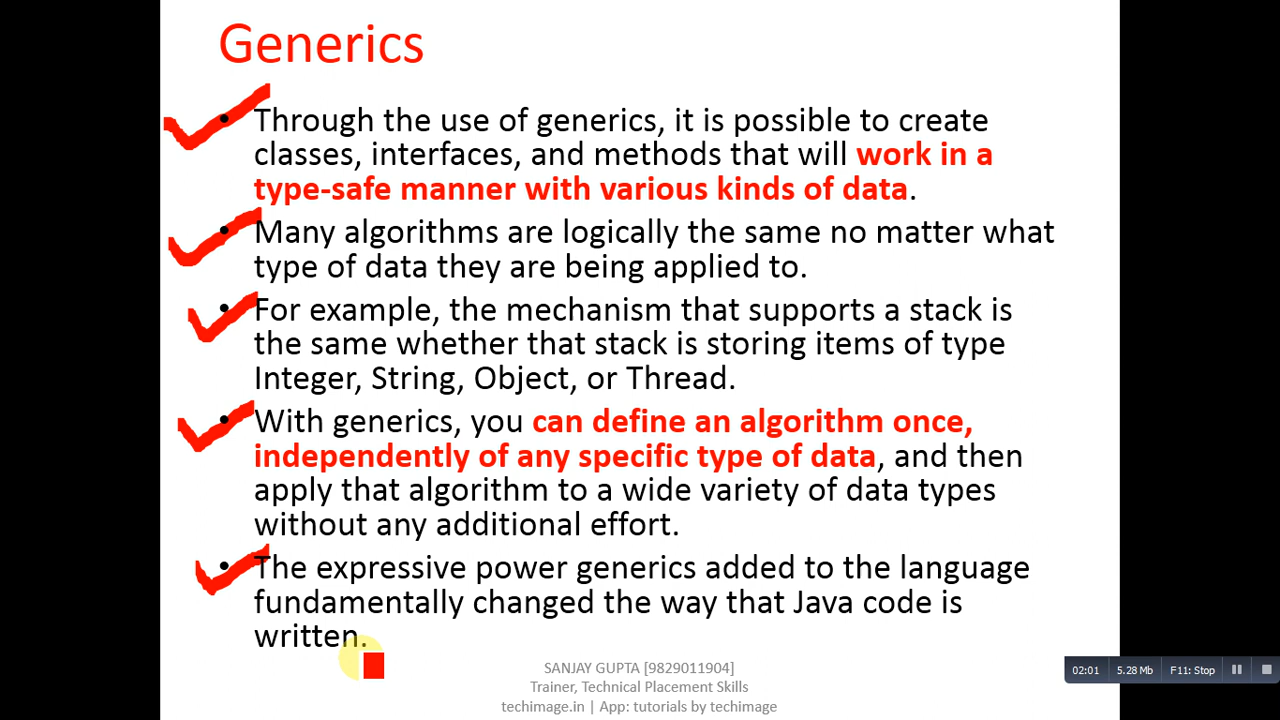 Generics
• Through the use of generics, it is possible to create
classes, interfaces, and methods that will work in a
type-safe manner with various kinds of data.
• Many algorithms are logically the same no matter what
type of data they are being applied to.
• For example, the mechanism that supports a stack is
the same whether that stack is storing items of type
Integer, String, Object, or Thread.
• With generics, you can define an algorithm once,
independently of any specific type of data, and then
apply that algorithm to a wide variety of data types
without any additional effort.
• The expressive power generics added to the language
fundamentally changed the way that Java code is
written.
SANJAY GUPTA [9829011904]
Trainer, Technical Placement Skills
techimage.in | App: tutorials by techimage
02:01 5.28 Mb F11: Stop